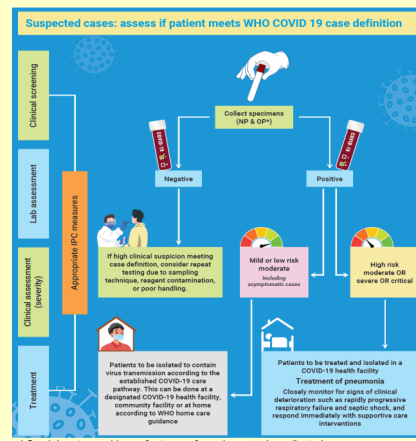 Suspected cases: assess if patient meets WHO COVID 19 case definition
Clinical screening
Lab assessment
Clinical assessment
(severity)
Treatment
Appropriate IPC measures
Collect specimens
(NP & OP*)
COVID-19
COVID-19
Negative
Positive
If high clinical suspicion meeting
case definition, consider repeat
testing due to sampling
technique, reagent contamination,
or poor handling.
Mild or low risk
moderate
Including
asymptomatic cases
High risk
moderate OR
severe OR critical
Patients to be isolated to contain
virus transmission according to the
established COVID-19 care
pathway. This can be done at a
designated COVID-19 health facility,
community facility or at home
according to WHO home care
guidance
Patients to be treated and isolated in a
COVID-19 health facility
Treatment of pneumonia
Closely monitor for signs of clinical
deterioration such as rapidly progressive
respiratory failure and septic shock, and
respond immediately with supportive care
interventions